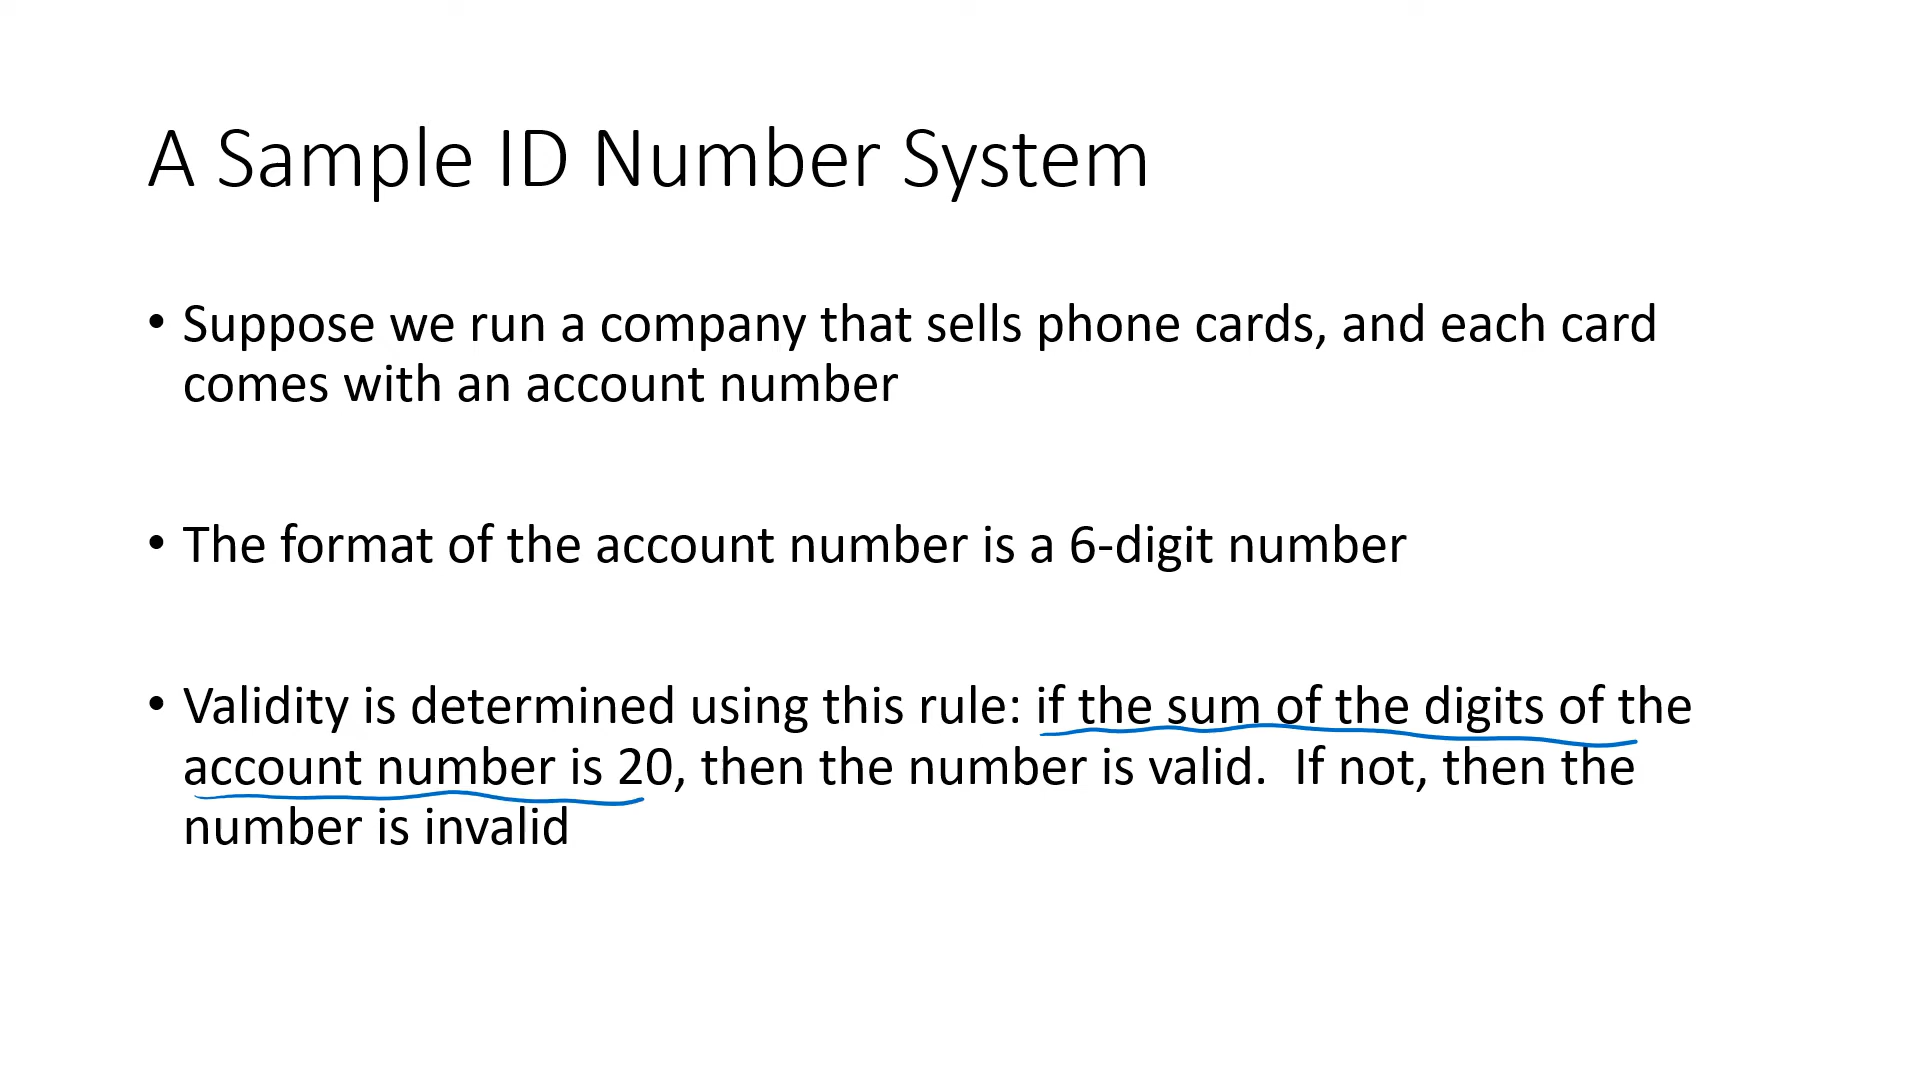 A Sample ID Number System
• Suppose we run a company that sells phone cards, and each card
comes with an account number
• The format of the account number is a 6-digit number
• Validity is determined using this rule: if the sum of the digits of the
account number is 20, then the number is valid.  If not, then the
number is invalid